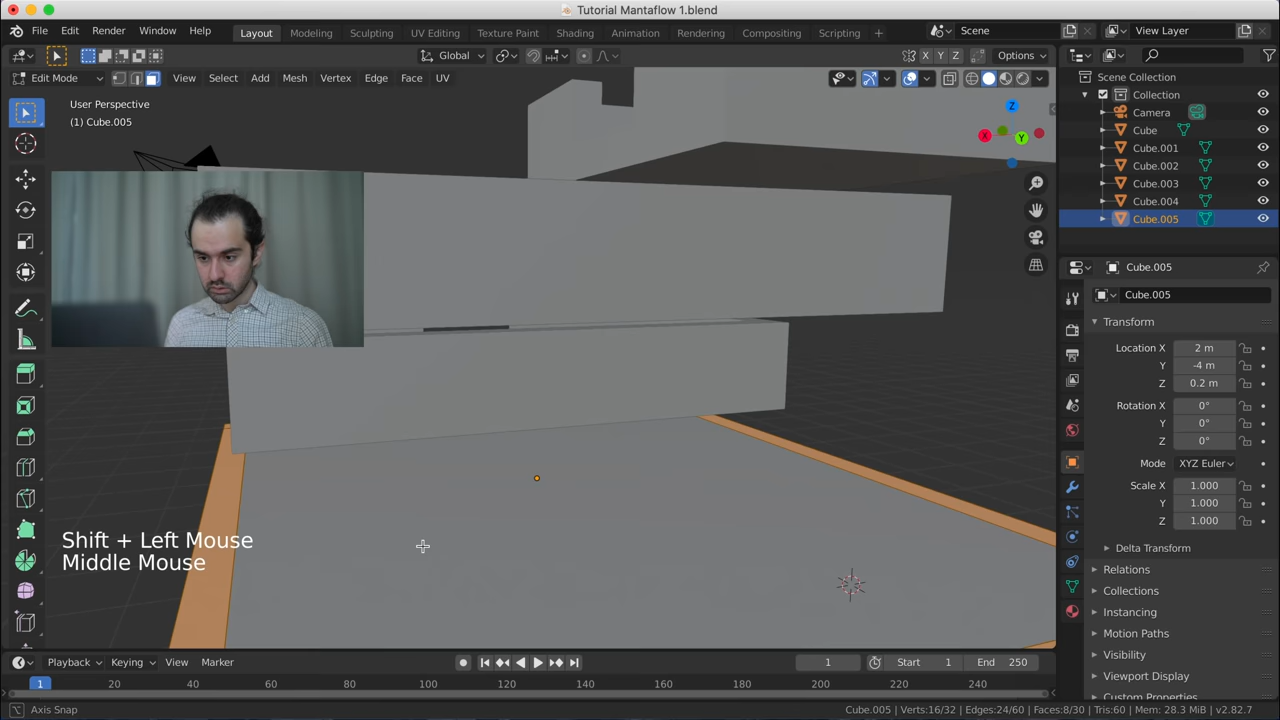 Tutorial Mantaflow 1.blend
File Edit Render Window Help
Layout Modeling Sculpting UV Editing Texture Paint Shading Animation Rendering Compositing Scripting +
Scene
View Layer
Global
X Y Z
Options
Edit Mode
View Select Add Mesh Vertex Edge Face UV
User Perspective
(1) Cube.005
Z
X
Y
Shift + Left Mouse
Middle Mouse
Scene Collection
Collection
Camera
Cube
Cube.001
Cube.002
Cube.003
Cube.004
Cube.005
Cube.005
Cube.005
Transform
Location X 2 m
Y -4 m
Z 0.2 m
Rotation X 0°
Y 0°
Z 0°
Mode XYZ Euler
Scale X 1.000
Y 1.000
Z 1.000
Delta Transform
Relations
Collections
Instancing
Motion Paths
Visibility
Viewport Display
Custom Properties
Playback Keying View Marker
1
Start 1
End 250
1 20 40 60 80 100 120 140 160 180 200 220 240
Axis Snap
Cube.005 | Verts:16/32 | Edges:24/60 | Faces:8/30 | Tris:60 | Mem: 28.3 MiB | v2.82.7